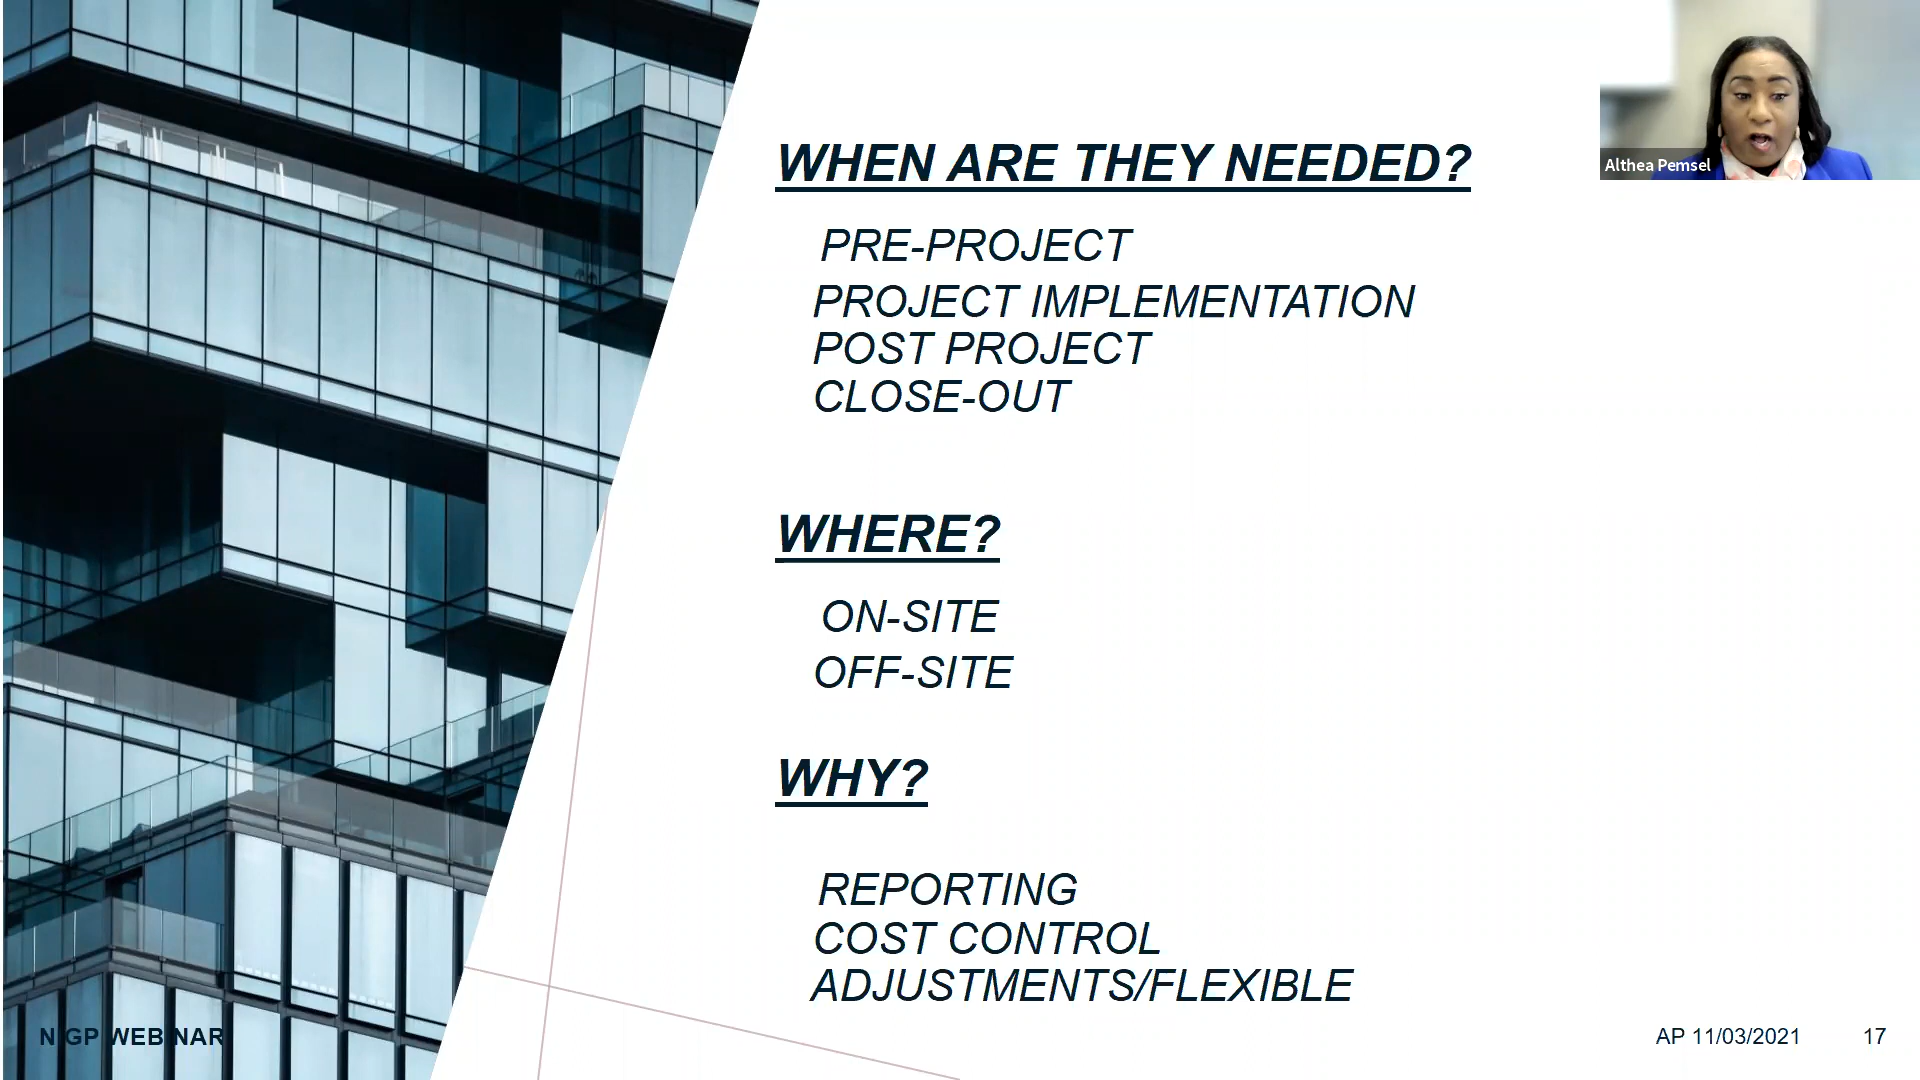 WHEN ARE THEY NEEDED?
PRE-PROJECT
PROJECT IMPLEMENTATION
POST PROJECT
CLOSE-OUT
WHERE?
ON-SITE
OFF-SITE
WHY?
REPORTING
COST CONTROL
ADJUSTMENTS/FLEXIBLE
Althea Pemsel
NIGP WEBINAR
AP 11/03/2021
17